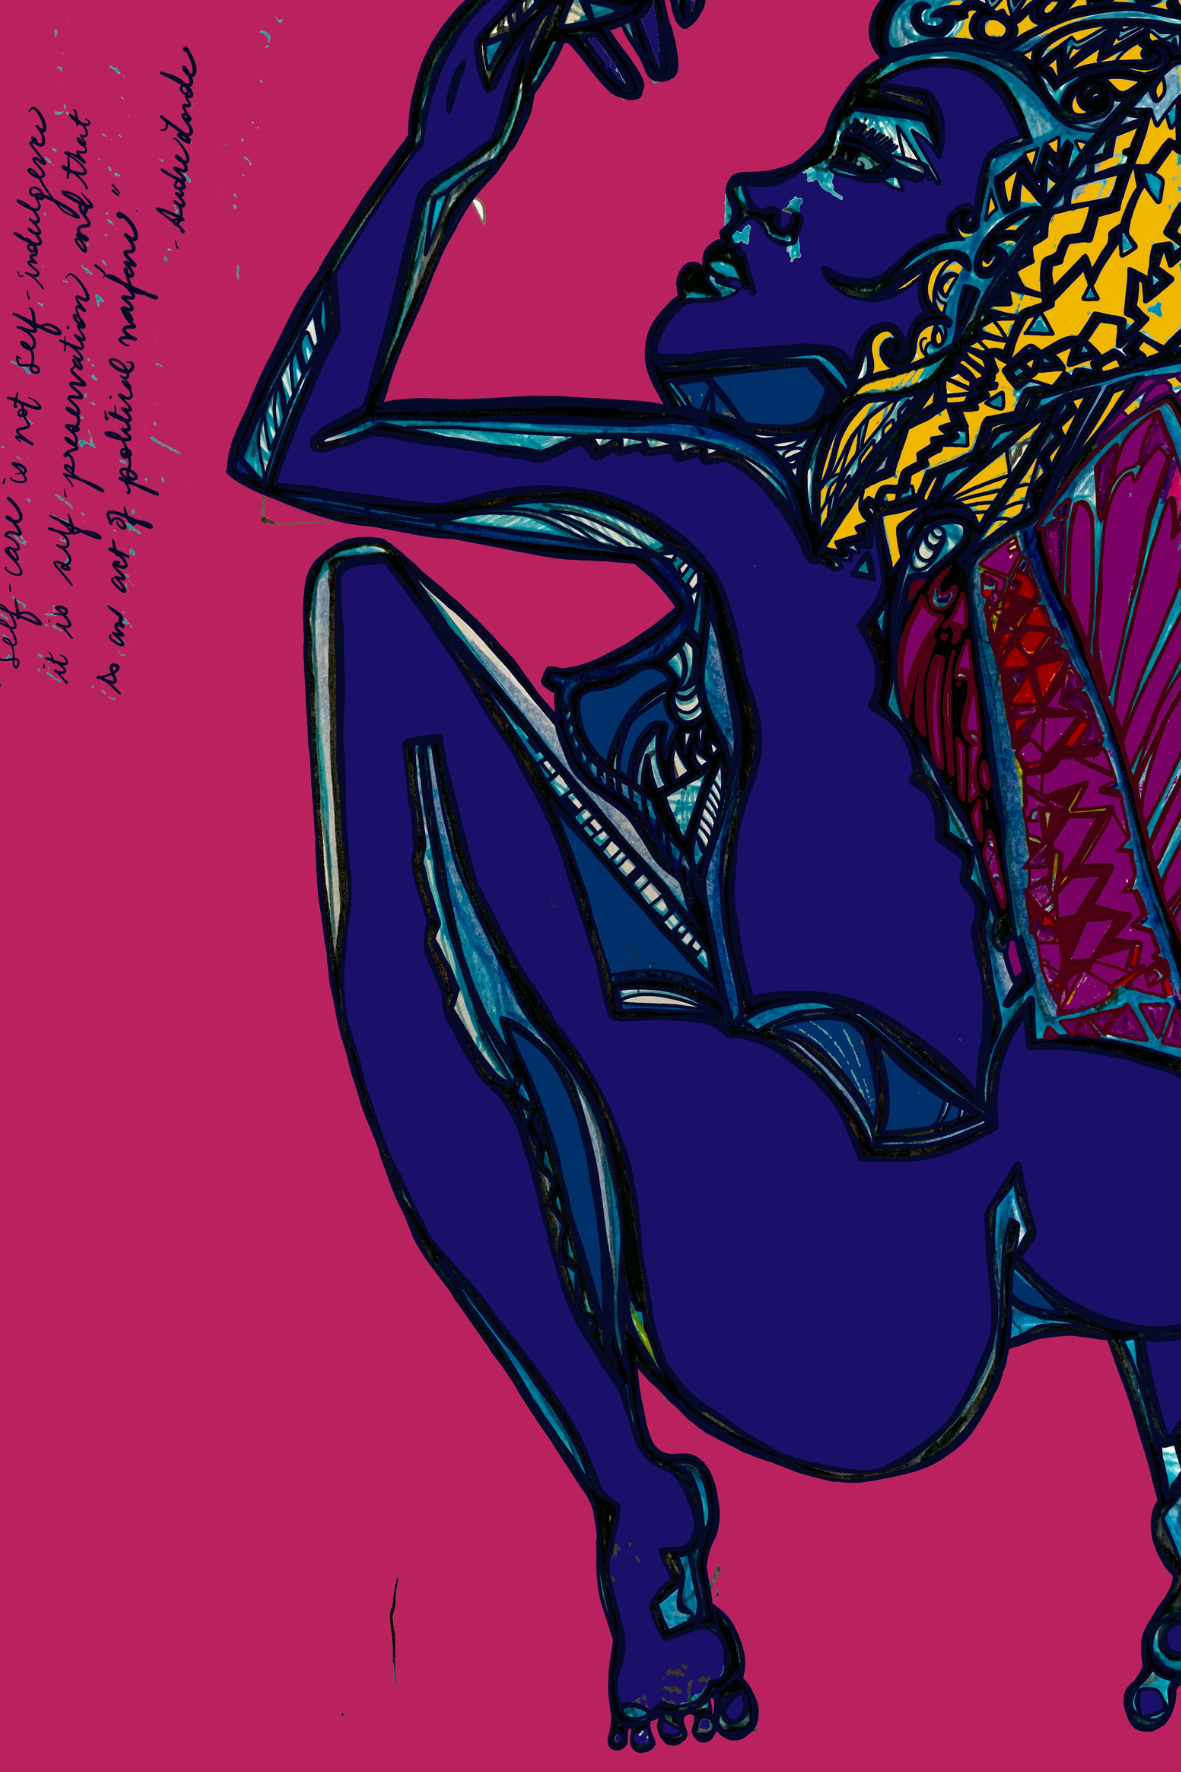 Self-care is not self-indulgence
it is self-preservation, and that
is an act of political warfare."
- Audre Lorde